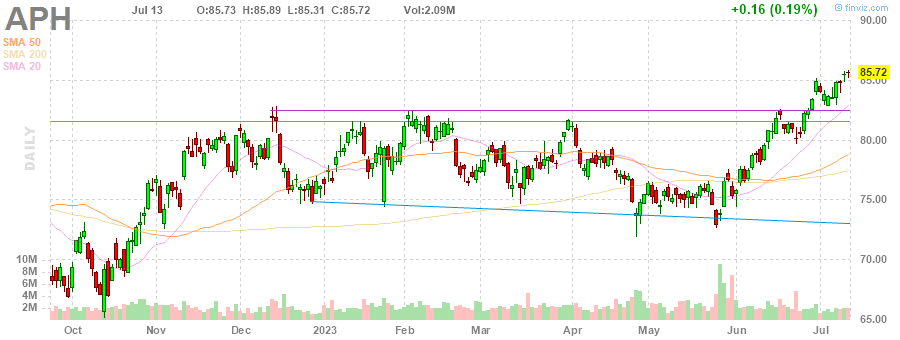 APH
Jul 13 O:85.73 H:85.89 L:85.31 C:85.72 Vol:2.09M +0.16 (0.19%)
finviz.com
SMA 50
SMA 200
SMA 20
DAILY
90.00
85.72
85.00
80.00
75.00
70.00
65.00
10M
8M
6M
4M
2M
Oct Nov Dec 2023 Feb Mar Apr May Jun Jul